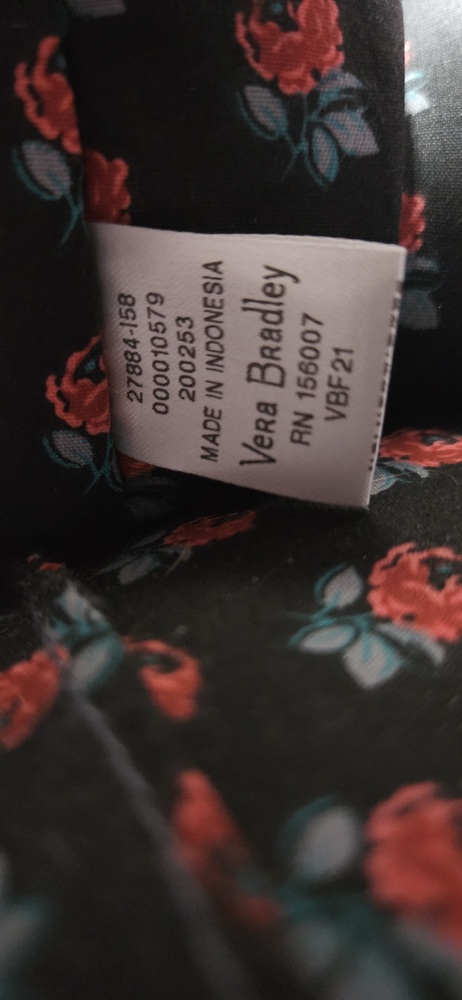 27884-158
000010579
200253
MADE IN INDONESIA
Vera Bradley
RN 156007
VBF21